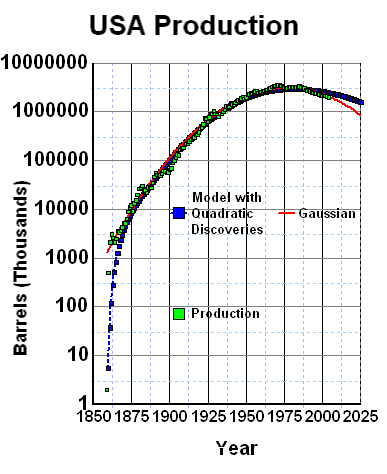 USA Production
10000000
1000000
100000
10000
1000
100
10
1
Barrels (Thousands)
Model with
Quadratic
Discoveries
Gaussian
Production
1850 1875 1900 1925 1950 1975 2000 2025
Year